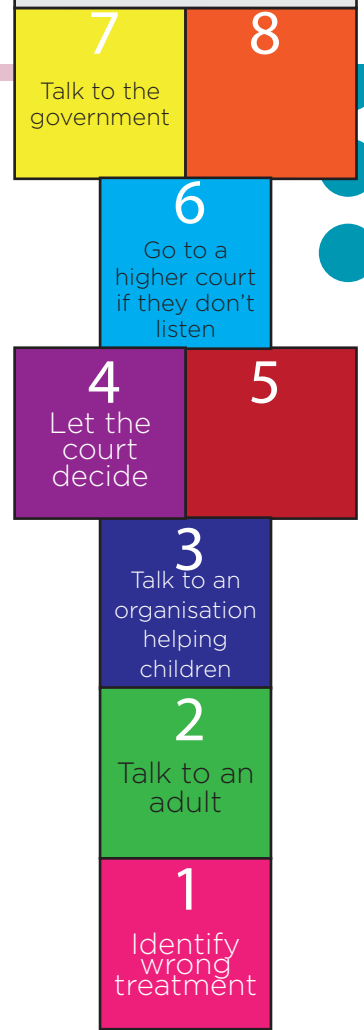 7
Talk to the
government
8
6
Go to a
higher court
if they don't
listen
4
Let the
court
decide
5
3
Talk to an
organisation
helping
children
2
Talk to an
adult
1
Identify
wrong
treatment